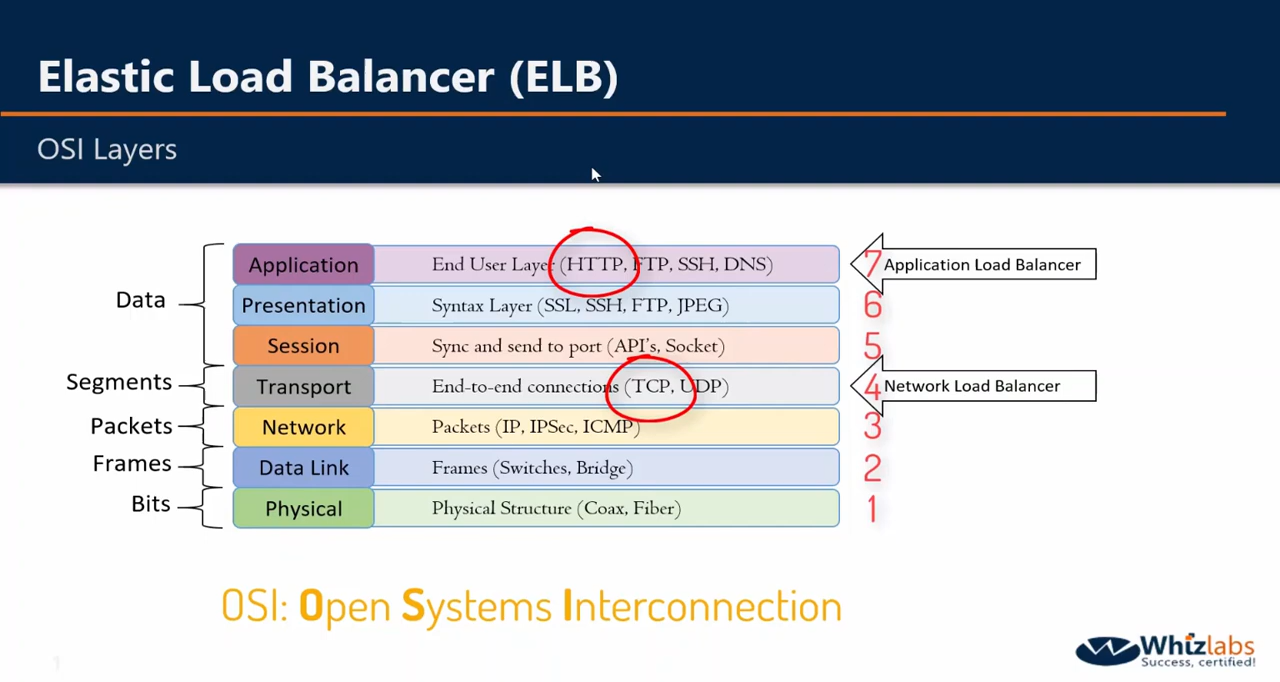 Elastic Load Balancer (ELB)
OSI Layers
Data
Application
End User Layer (HTTP, FTP, SSH, DNS)
7
Application Load Balancer
Presentation
Syntax Layer (SSL, SSH, FTP, JPEG)
6
Session
Sync and send to port (API's, Socket)
5
Segments
Transport
End-to-end connections (TCP, UDP)
4
Network Load Balancer
Packets
Network
Packets (IP, IPSec, ICMP)
3
Frames
Data Link
Frames (Switches, Bridge)
2
Bits
Physical
Physical Structure (Coax, Fiber)
1
OSI: Open Systems Interconnection
1
Whizlabs
Success, certified!